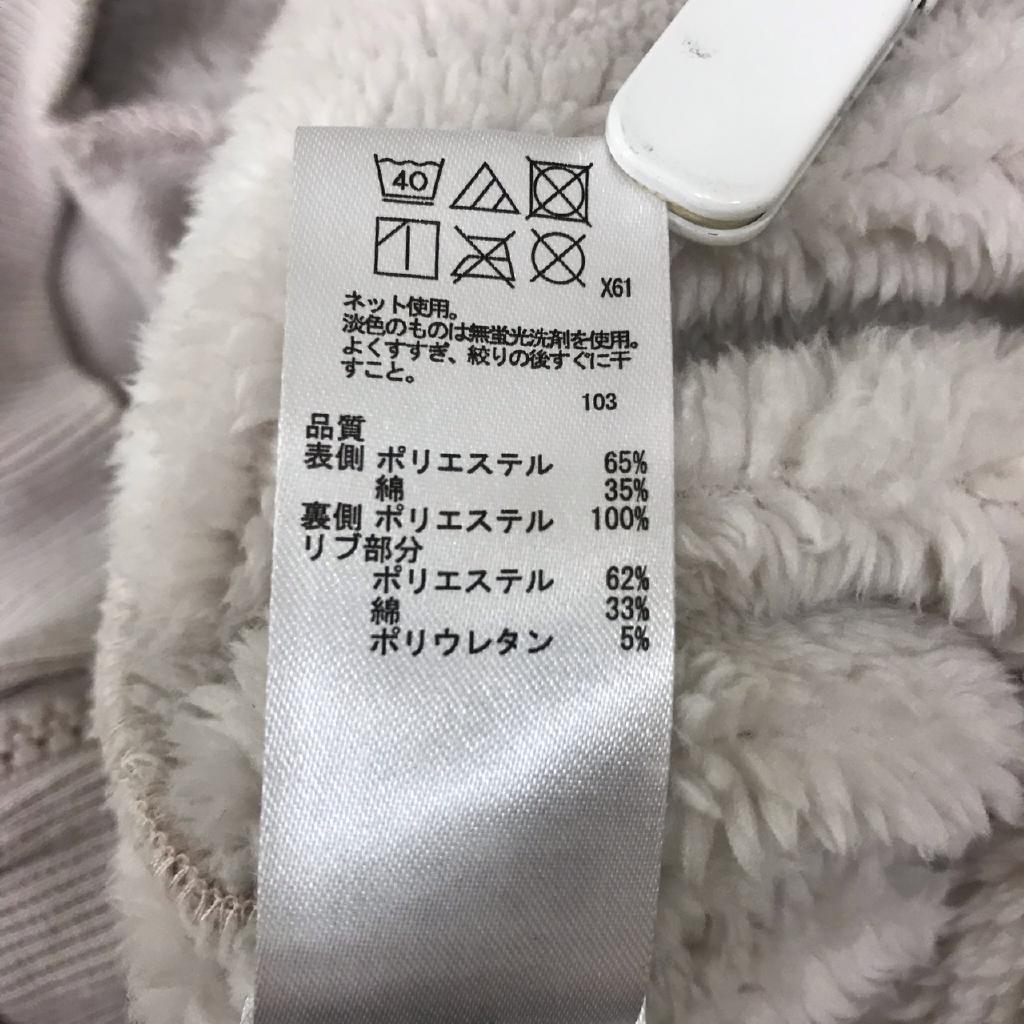 40
X61
ネット使用。
淡色のものは無蛍光洗剤を使用。
よくすすぎ、絞りの後すぐに干
すこと。
103
品質
表側 ポリエステル 65%
綿 35%
裏側 ポリエステル 100%
リブ部分
ポリエステル 62%
綿 33%
ポリウレタン 5%